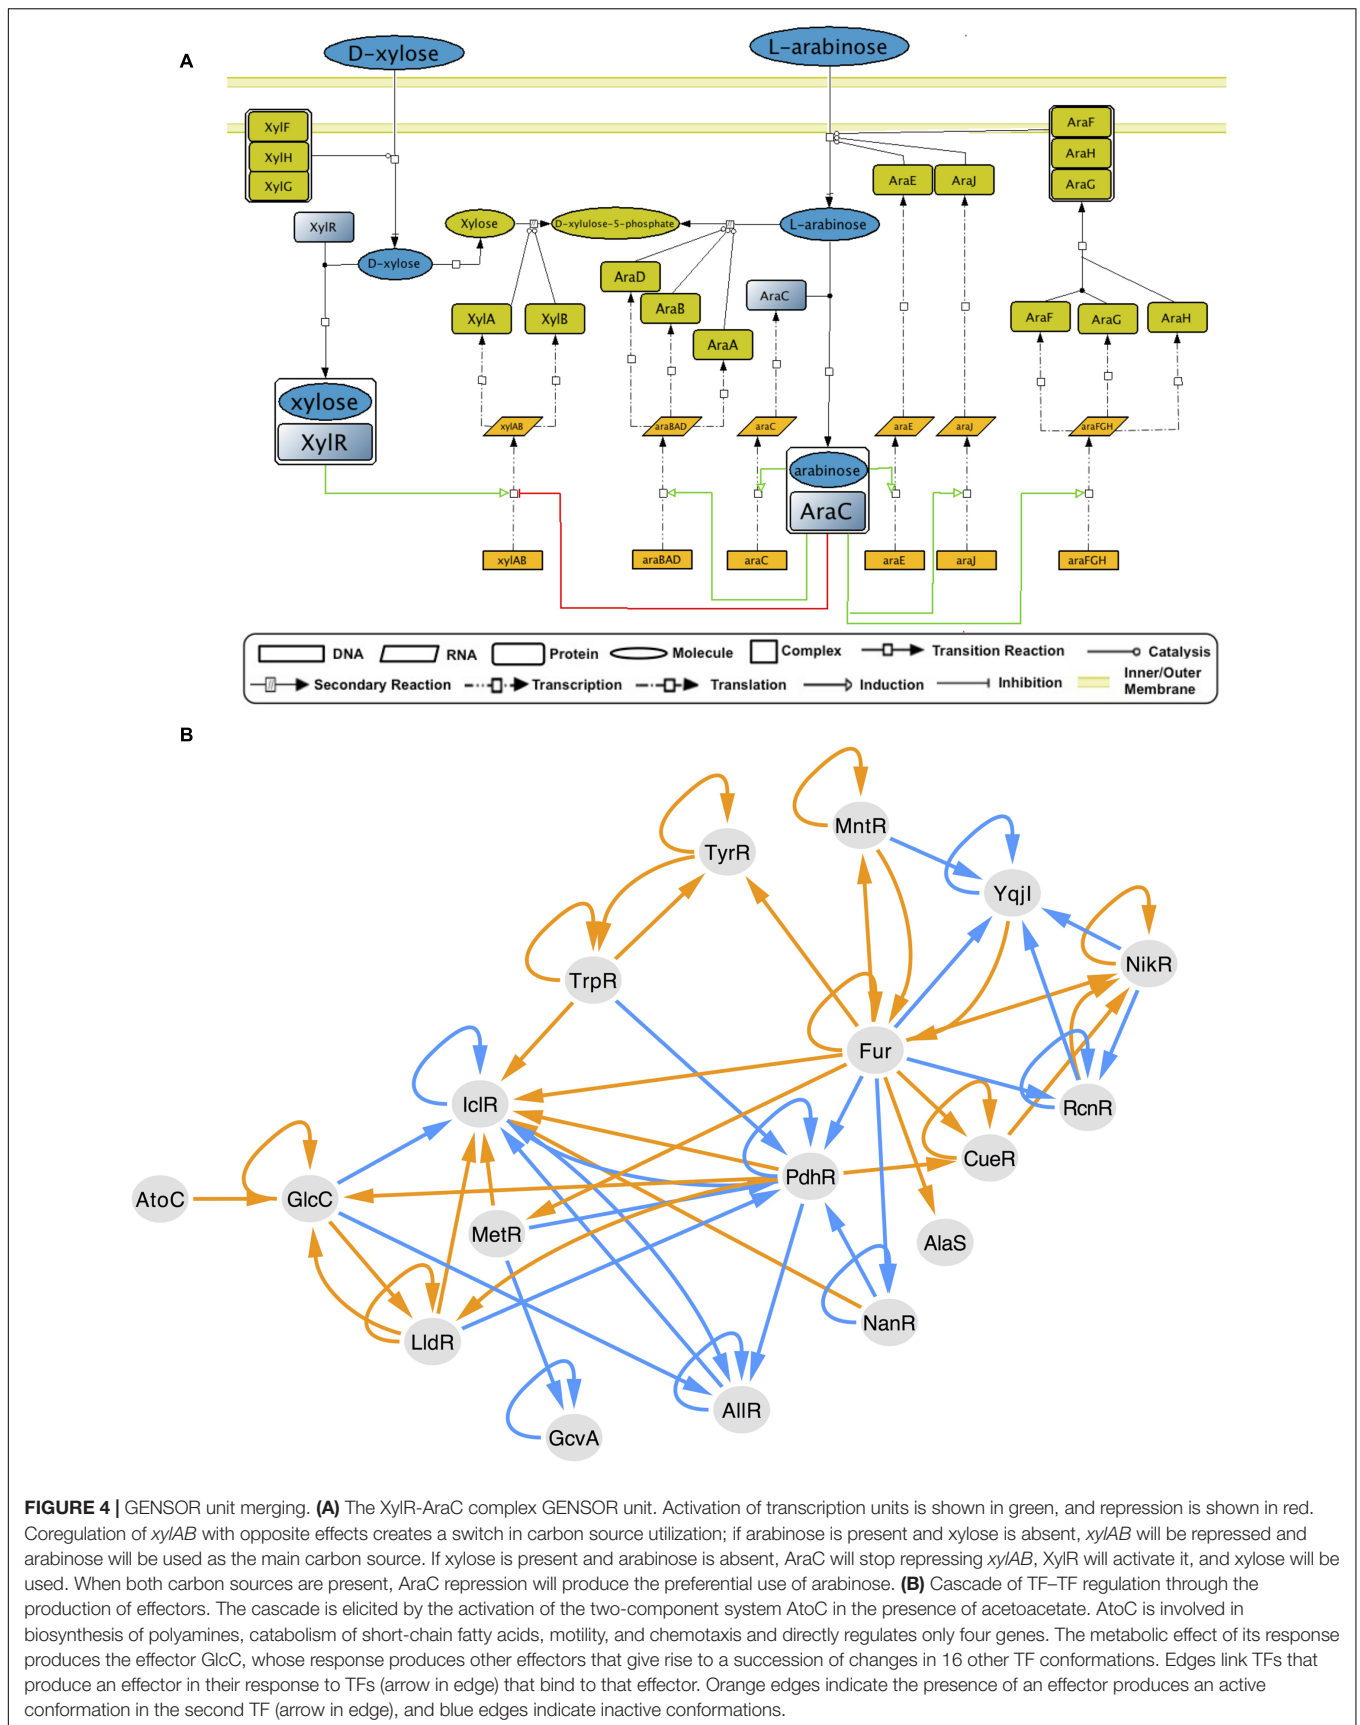 A
D-xylose
L-arabinose
XylF
XylH
XylG
AraF
AraH
AraG
AraE
AraJ
XylR
Xylose
D-xylulose-5-phosphate
L-arabinose
D-xylose
AraD
AraB
AraA
AraC
XylA
XylB
AraF
AraG
AraH
xylose
XylR
xylAB
araBAD
araC
araE
araJ
araFGH
arabinose
AraC
xylAB
araBAD
araC
araE
araJ
araFGH
DNA
RNA
Protein
Molecule
Complex
Transition Reaction
Catalysis
Secondary Reaction
Transcription
Translation
Induction
Inhibition
Inner/Outer
Membrane
B
MntR
TyrR
YqjI
NikR
TrpR
Fur
IclR
RcnR
CueR
PdhR
AtoC
GlcC
MetR
AlaS
NanR
LldR
AllR
GcvA
FIGURE 4 | GENSOR unit merging. (A) The XylR-AraC complex GENSOR unit. Activation of transcription units is shown in green, and repression is shown in red.
Coregulation of xylAB with opposite effects creates a switch in carbon source utilization; if arabinose is present and xylose is absent, xylAB will be repressed and
arabinose will be used as the main carbon source. If xylose is present and arabinose is absent, AraC will stop repressing xylAB, XylR will activate it, and xylose will be
used. When both carbon sources are present, AraC repression will produce the preferential use of arabinose. (B) Cascade of TF–TF regulation through the
production of effectors. The cascade is elicited by the activation of the two-component system AtoC in the presence of acetoacetate. AtoC is involved in
biosynthesis of polyamines, catabolism of short-chain fatty acids, motility, and chemotaxis and directly regulates only four genes. The metabolic effect of its response
produces the effector GlcC, whose response produces other effectors that give rise to a succession of changes in 16 other TF conformations. Edges link TFs that
produce an effector in their response to TFs (arrow in edge) that bind to that effector. Orange edges indicate the presence of an effector produces an active
conformation in the second TF (arrow in edge), and blue edges indicate inactive conformations.